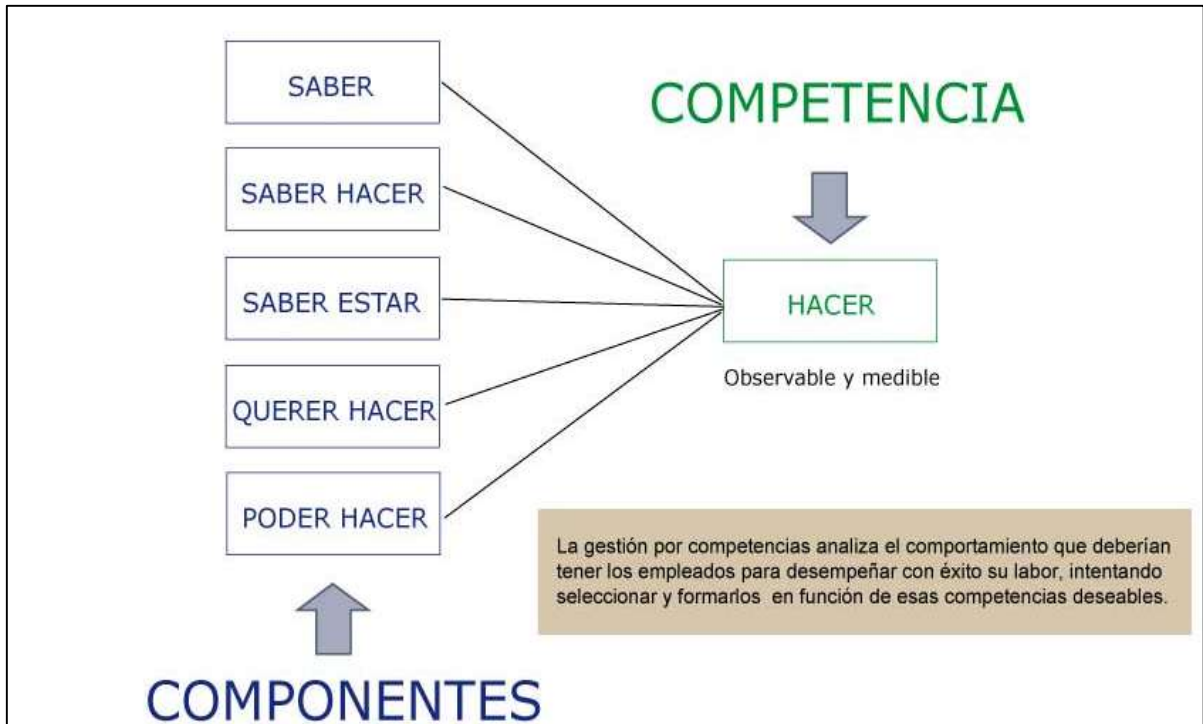 SABER
SABER HACER
SABER ESTAR
QUERER HACER
PODER HACER
COMPONENTES
COMPETENCIA
HACER
Observable y medible
La gestión por competencias analiza el comportamiento que deberían
tener los empleados para desempeñar con éxito su labor, intentando
seleccionar y formarlos en función de esas competencias deseables.